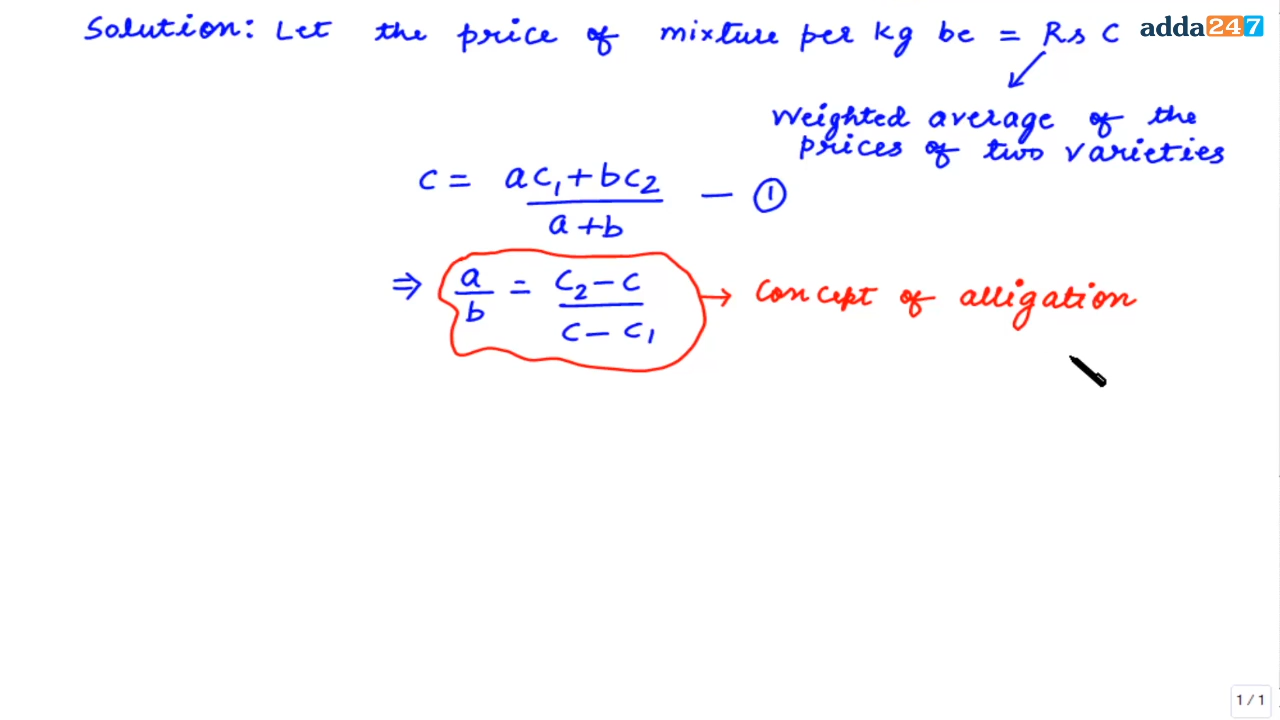 Solution: Let the price of mixture per kg be = Rs C
adda247
Weighted average of the
prices of two varieties
C = aC₁ + bC₂ / a + b — ①
⇒ a/b = C₂ − C / C − C₁ → Concept of alligation
1 / 1